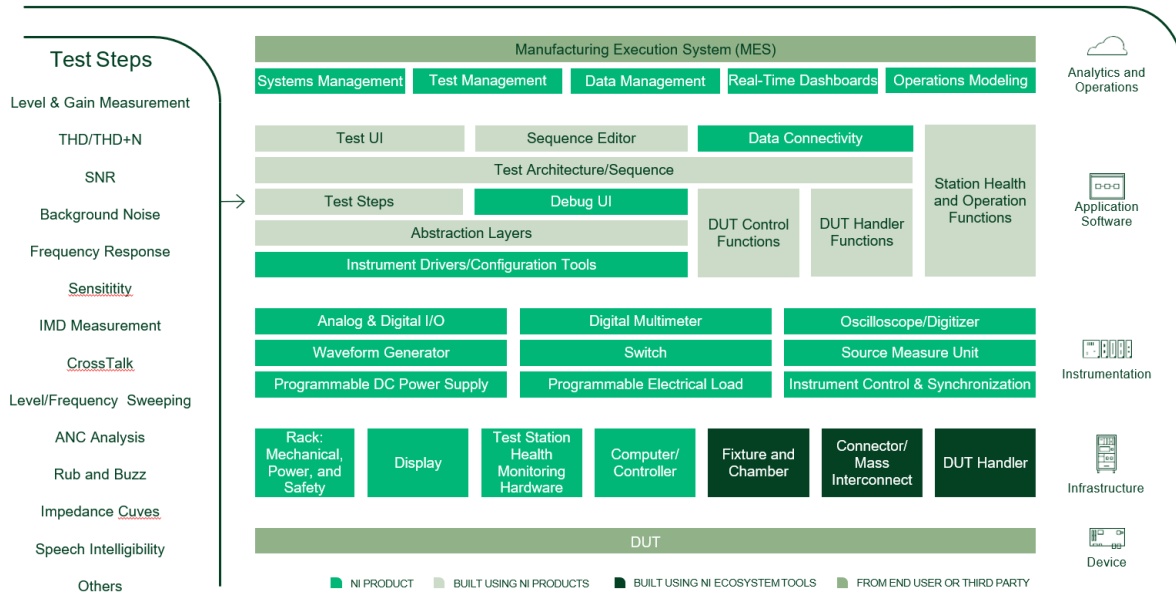 Test Steps
Level & Gain Measurement
THD/THD+N
SNR
Background Noise
Frequency Response
Sensititity
IMD Measurement
CrossTalk
Level/Frequency Sweeping
ANC Analysis
Rub and Buzz
Impedance Cuves
Speech Intelligibility
Others
Manufacturing Execution System (MES)
Systems Management
Test Management
Data Management
Real-Time Dashboards
Operations Modeling
Analytics and
Operations
Test UI
Sequence Editor
Data Connectivity
Test Architecture/Sequence
Test Steps
Debug UI
Abstraction Layers
Instrument Drivers/Configuration Tools
DUT Control
Functions
DUT Handler
Functions
Station Health
and Operation
Functions
Application
Software
Analog & Digital I/O
Digital Multimeter
Oscilloscope/Digitizer
Waveform Generator
Switch
Source Measure Unit
Programmable DC Power Supply
Programmable Electrical Load
Instrument Control & Synchronization
Instrumentation
Rack:
Mechanical,
Power, and
Safety
Display
Test Station
Health
Monitoring
Hardware
Computer/
Controller
Fixture and
Chamber
Connector/
Mass
Interconnect
DUT Handler
Infrastructure
DUT
Device
NI PRODUCT
BUILT USING NI PRODUCTS
BUILT USING NI ECOSYSTEM TOOLS
FROM END USER OR THIRD PARTY